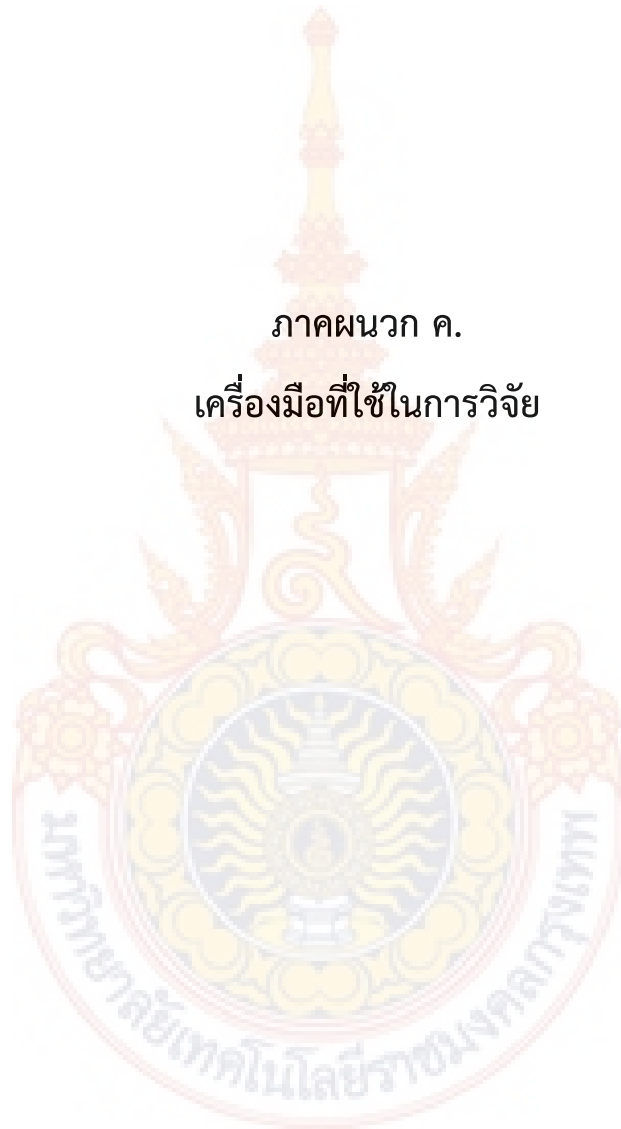 ภาคผนวก ค.
เครื่องมือที่ใช้ในการวิจัย
มหาวิทยาลัยเทคโนโลยีราชมงคลกรุงเทพ